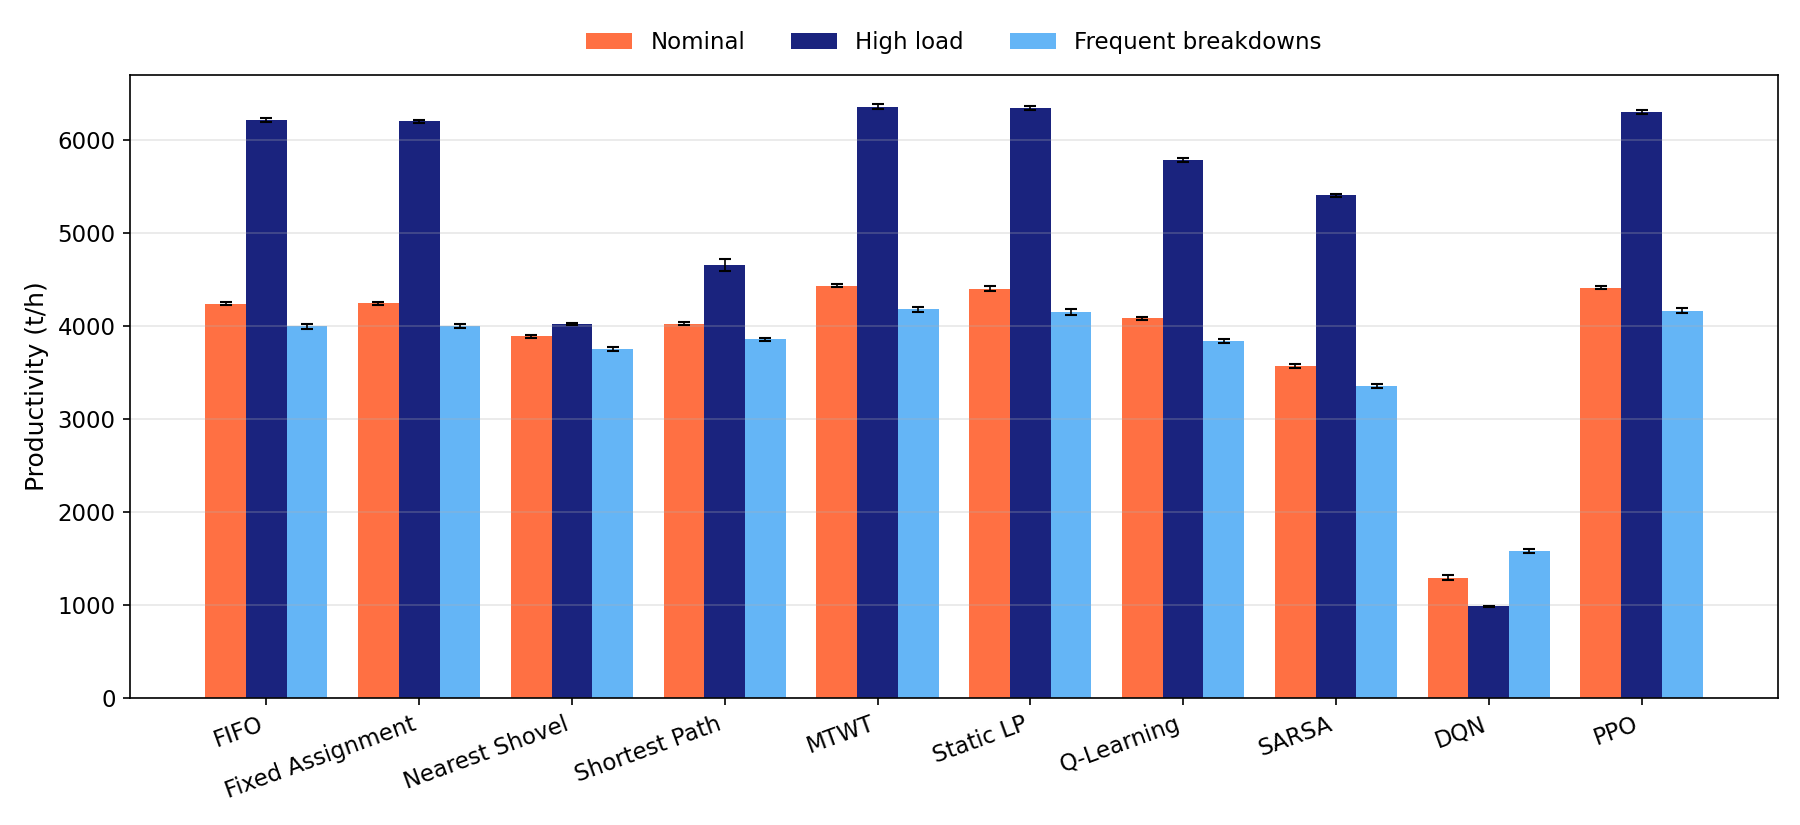 Nominal
High load
Frequent breakdowns
Productivity (t/h)
6000
5000
4000
3000
2000
1000
0
FIFO
Fixed Assignment
Nearest Shovel
Shortest Path
MTWT
Static LP
Q-Learning
SARSA
DQN
PPO